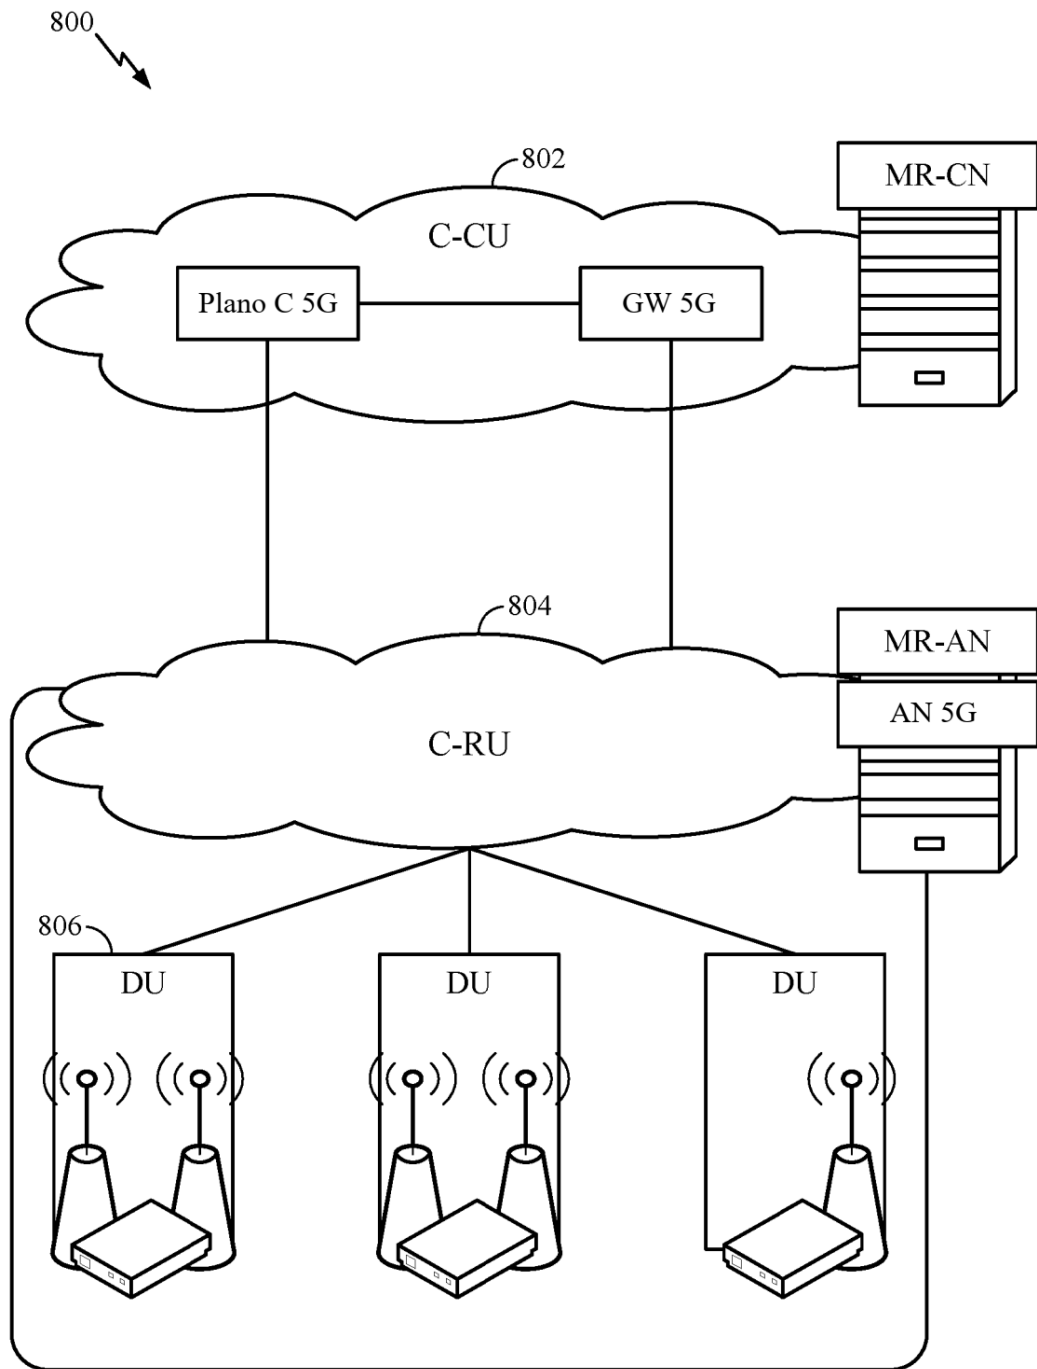 800
802
MR-CN
C-CU
Plano C 5G
GW 5G
804
MR-AN
AN 5G
C-RU
806
DU
DU
DU